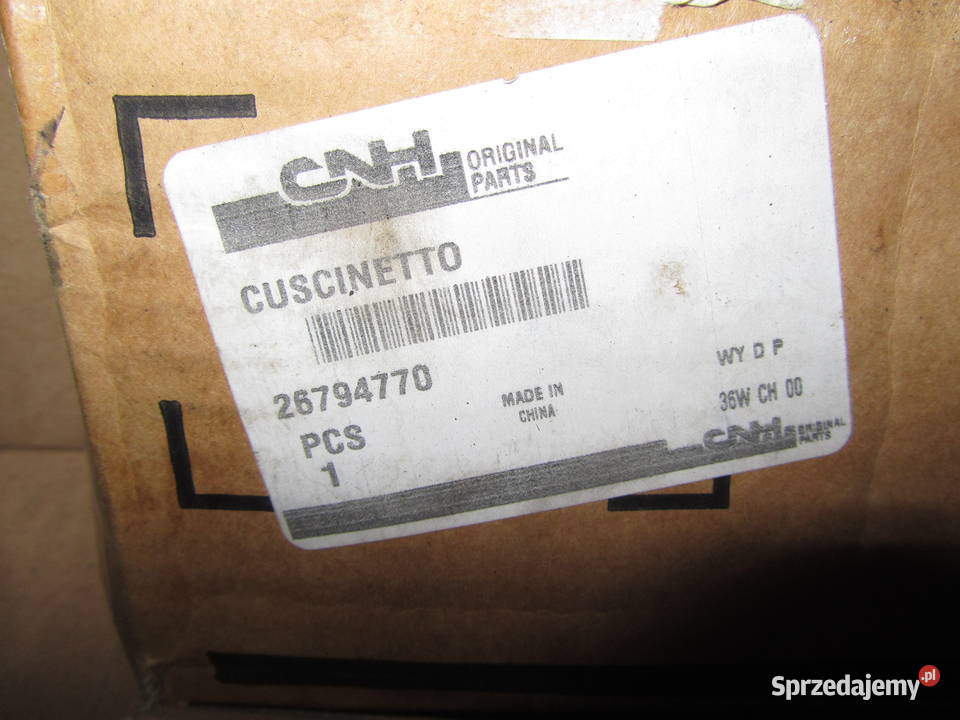 CNH ORIGINAL
PARTS
CUSCINETTO
26794770
PCS
1
MADE IN
CHINA
WY D P
36W CH 00
CNH ORIGINAL
PARTS
Sprzedajemy.pl